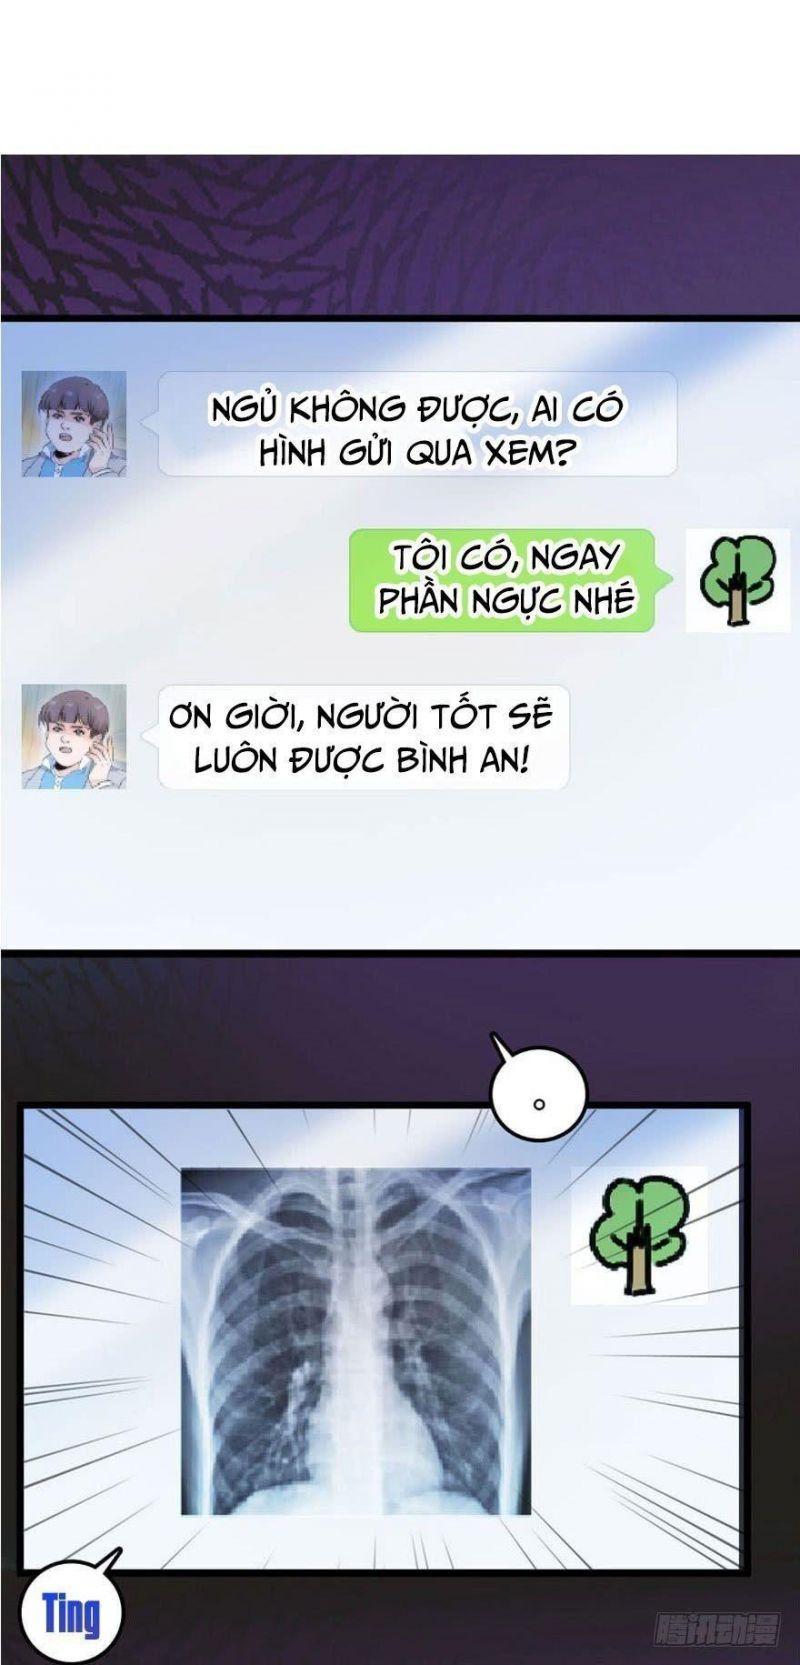 NGỦ KHÔNG ĐƯỢC, AI CÓ
HÌNH GỬI QUA XEM?
TÔI CÓ, NGAY
PHẦN NGỰC NHÉ
ƠN GIỜI, NGƯỜI TỐT SẼ
LUÔN ĐƯỢC BÌNH AN!
。
Ting
腾讯动漫